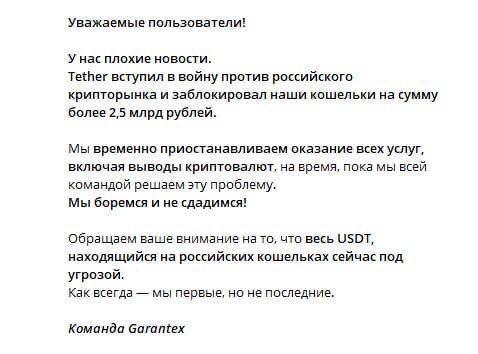 Уважаемые пользователи!
У нас плохие новости.
Tether вступил в войну против российского
крипторынка и заблокировал наши кошельки на сумму
более 2,5 млрд рублей.
Мы временно приостанавливаем оказание всех услуг,
включая выводы криптовалют, на время, пока мы всей
командой решаем эту проблему.
Мы боремся и не сдадимся!
Обращаем ваше внимание на то, что весь USDT,
находящийся на российских кошельках сейчас под
угрозой.
Как всегда — мы первые, но не последние.
Команда Garantex